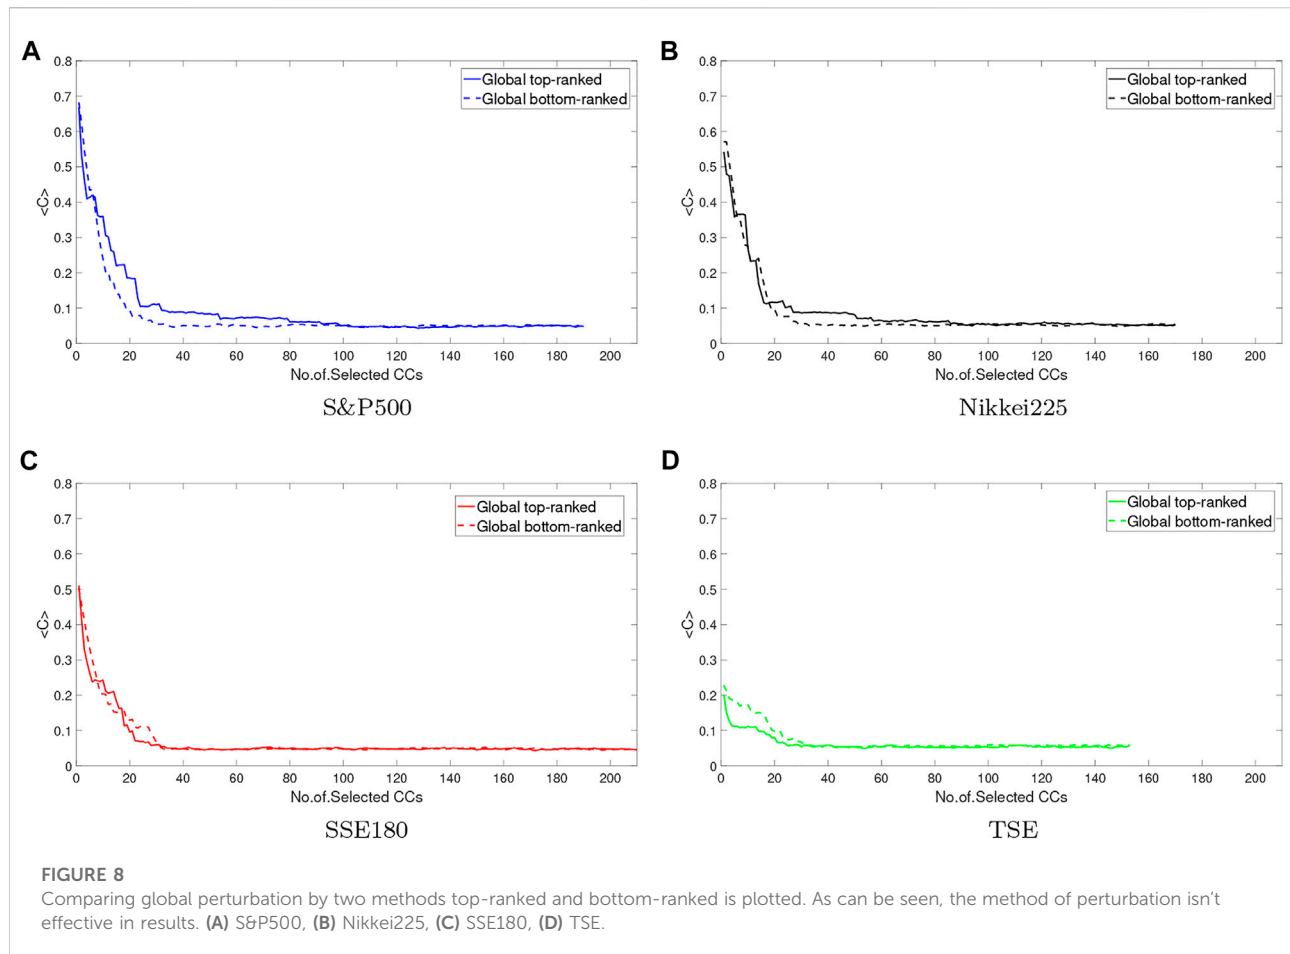 A
0.8
0.7
0.6
0.5
0.4
0.3
0.2
0.1
0
<C>
Global top-ranked
Global bottom-ranked
0 20 40 60 80 100 120 140 160 180 200
No.of.Selected CCs
S&P500
B
0.8
0.7
0.6
0.5
0.4
0.3
0.2
0.1
0
<C>
Global top-ranked
Global bottom-ranked
0 20 40 60 80 100 120 140 160 180 200
No.of.Selected CCs
Nikkei225
C
0.8
0.7
0.6
0.5
0.4
0.3
0.2
0.1
0
<C>
Global top-ranked
Global bottom-ranked
0 20 40 60 80 100 120 140 160 180 200
No.of.Selected CCs
SSE180
D
0.8
0.7
0.6
0.5
0.4
0.3
0.2
0.1
0
<C>
Global top-ranked
Global bottom-ranked
0 20 40 60 80 100 120 140 160 180 200
No.of.Selected CCs
TSE
FIGURE 8
Comparing global perturbation by two methods top-ranked and bottom-ranked is plotted. As can be seen, the method of perturbation isn't
effective in results. (A) S&P500, (B) Nikkei225, (C) SSE180, (D) TSE.